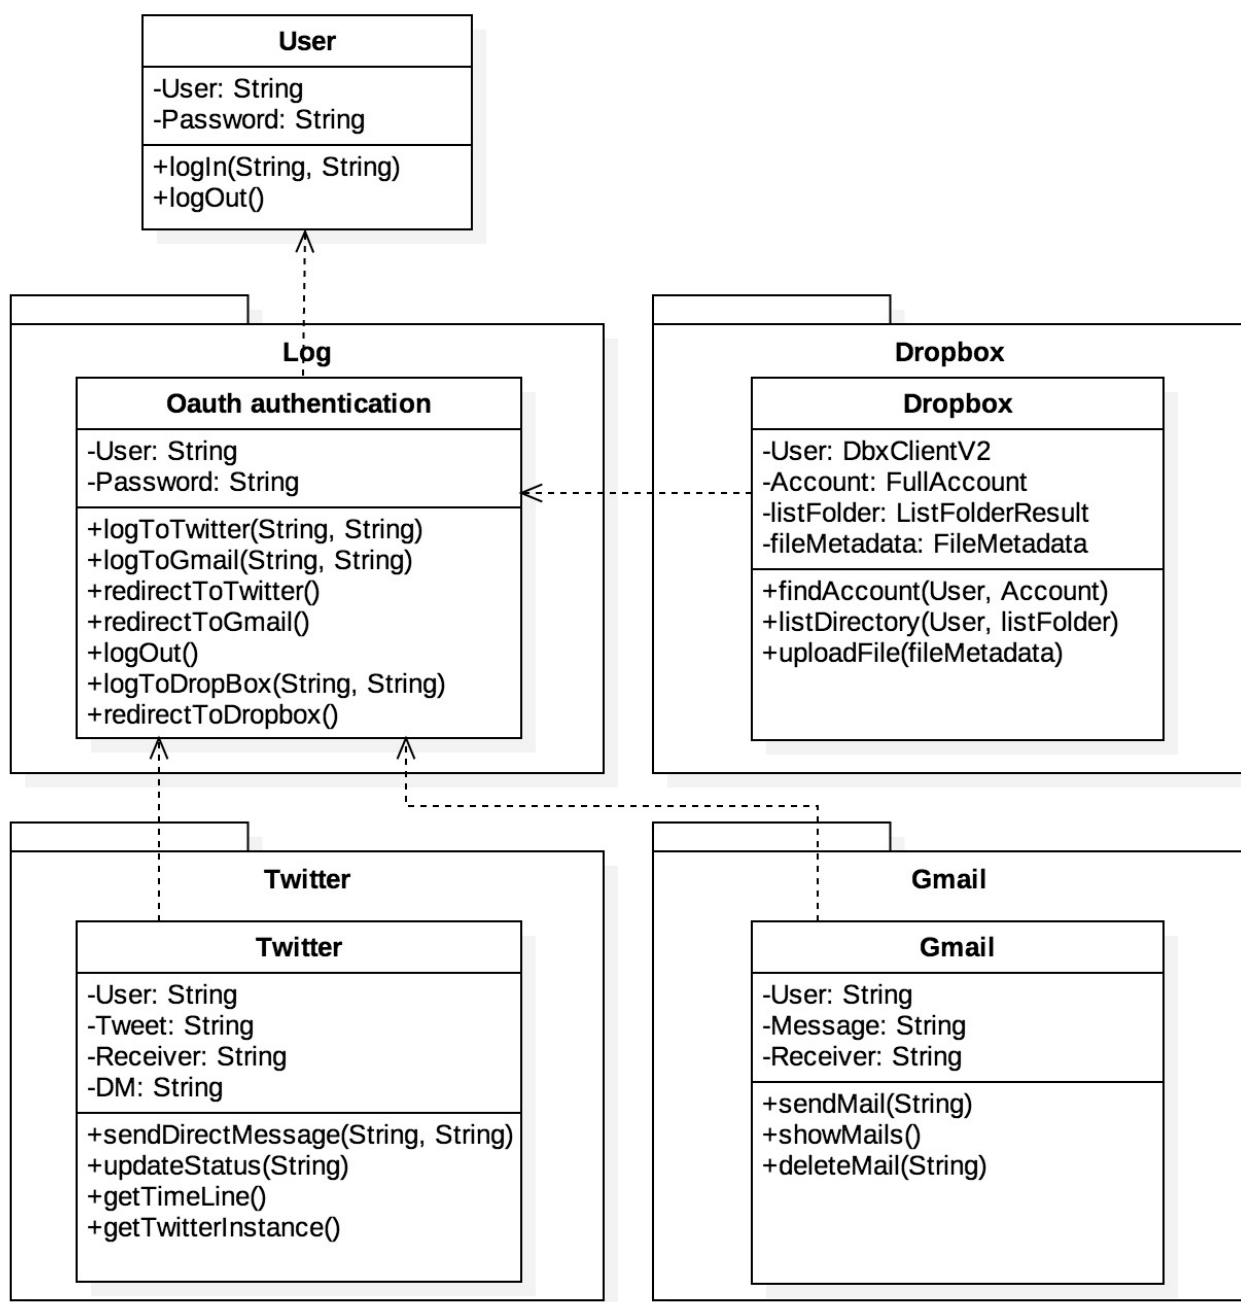 User
-User: String
-Password: String
+logIn(String, String)
+logOut()
Log
Oauth authentication
-User: String
-Password: String
+logToTwitter(String, String)
+logToGmail(String, String)
+redirectToTwitter()
+redirectToGmail()
+logOut()
+logToDropBox(String, String)
+redirectToDropbox()
Dropbox
Dropbox
-User: DbxClientV2
-Account: FullAccount
-listFolder: ListFolderResult
-fileMetadata: FileMetadata
+findAccount(User, Account)
+listDirectory(User, listFolder)
+uploadFile(fileMetadata)
Twitter
Twitter
-User: String
-Tweet: String
-Receiver: String
-DM: String
+sendDirectMessage(String, String)
+updateStatus(String)
+getTimeLine()
+getTwitterInstance()
Gmail
Gmail
-User: String
-Message: String
-Receiver: String
+sendMail(String)
+showMails()
+deleteMail(String)